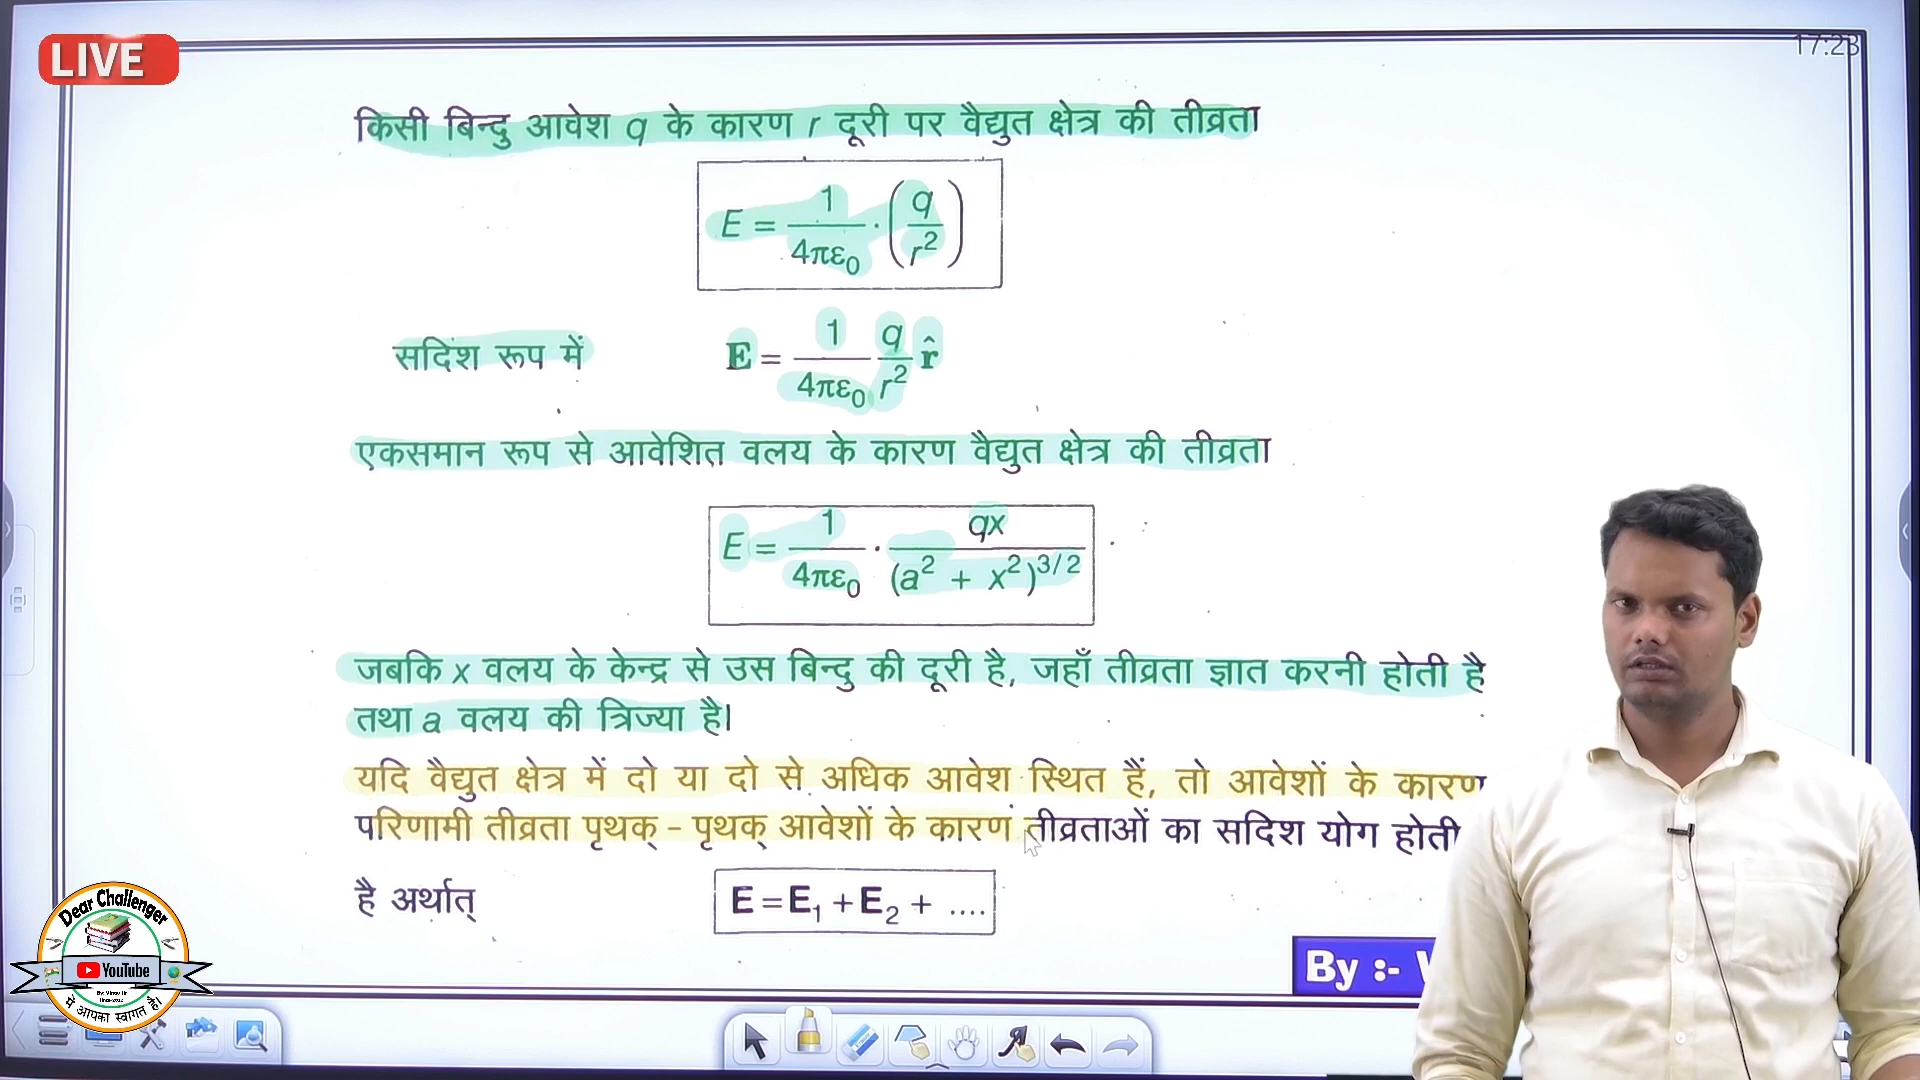 LIVE
17:23
किसी बिन्दु आवेश q के कारण r दूरी पर वैद्युत क्षेत्र की तीव्रता
E = 1/4πε₀ · (q/r²)
सदिश रूप में E = 1/4πε₀ q/r² r̂
एकसमान रूप से आवेशित वलय के कारण वैद्युत क्षेत्र की तीव्रता
E = 1/4πε₀ · qx/(a² + x²)^3/2
जबकि x वलय के केन्द्र से उस बिन्दु की दूरी है, जहाँ तीव्रता ज्ञात करनी होती है
तथा a वलय की त्रिज्या है।
यदि वैद्युत क्षेत्र में दो या दो से अधिक आवेश स्थित हैं, तो आवेशों के कारण
परिणामी तीव्रता पृथक् – पृथक् आवेशों के कारण तीव्रताओं का सदिश योग होती
है अर्थात् E = E₁ + E₂ + ....
By :-
Dear Challenger
YouTube
में आपका स्वागत है।